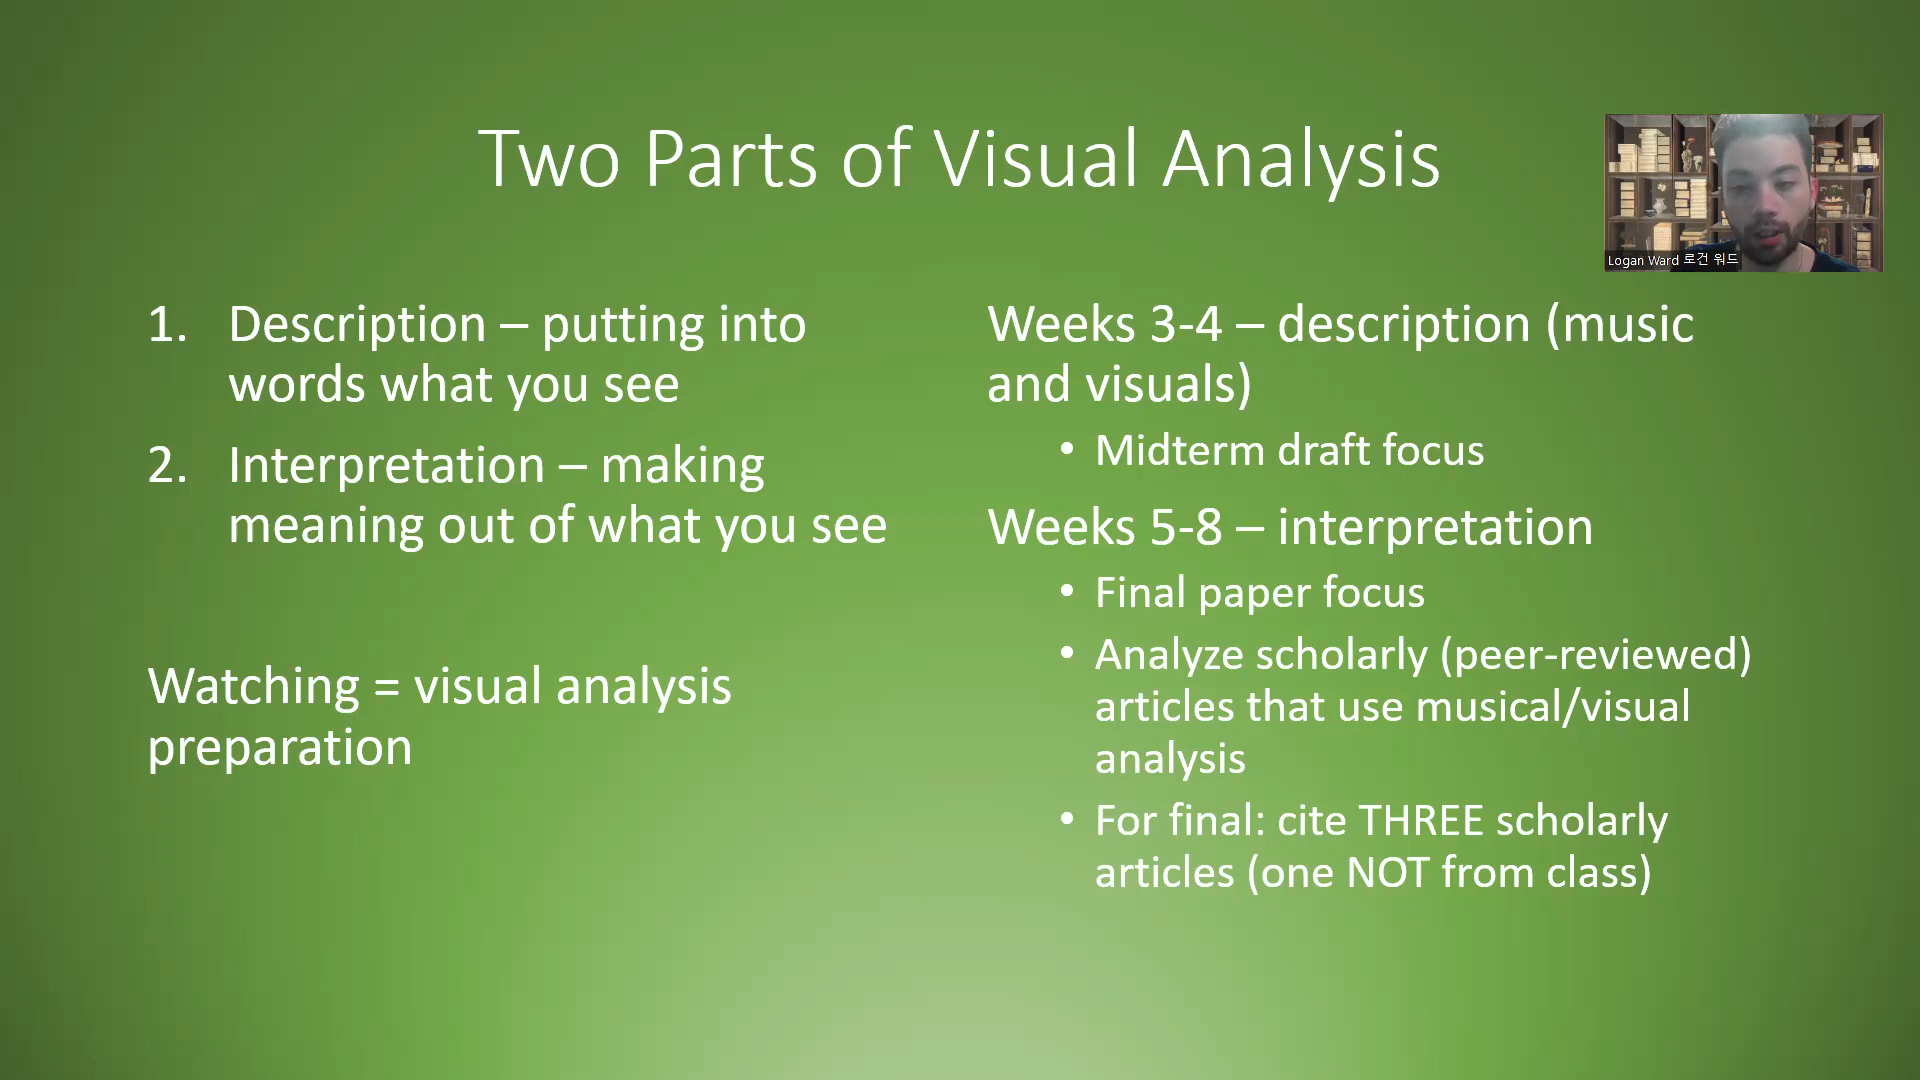 Two Parts of Visual Analysis
Logan Ward 로건 워드
1. Description – putting into
words what you see
2. Interpretation – making
meaning out of what you see
Watching = visual analysis
preparation
Weeks 3-4 – description (music
and visuals)
• Midterm draft focus
Weeks 5-8 – interpretation
• Final paper focus
• Analyze scholarly (peer-reviewed)
articles that use musical/visual
analysis
• For final: cite THREE scholarly
articles (one NOT from class)